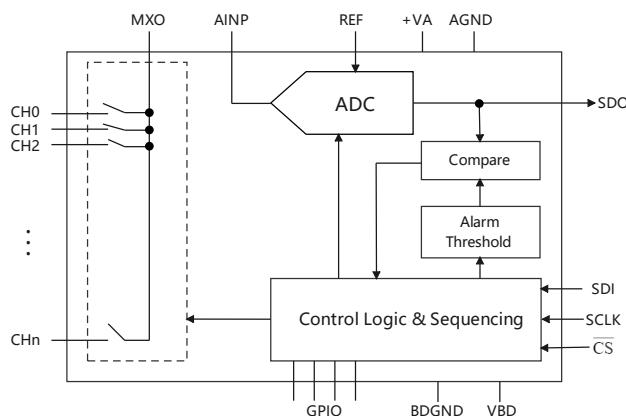 MXO AINP REF +VA AGND
CH0
CH1
CH2
⋮
CHn
ADC
SDO
Compare
Alarm
Threshold
Control Logic & Sequencing
SDI
SCLK
CS
GPIO
BDGND VBD